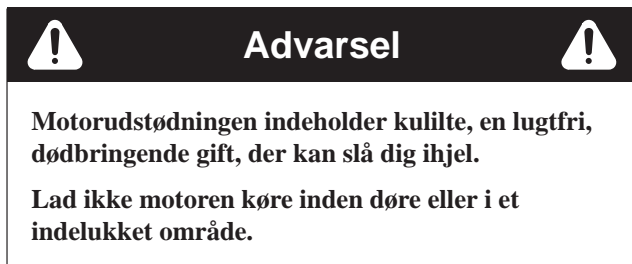 Advarsel
Motorudstødningen indeholder kulilte, en lugtfri,
dødbringende gift, der kan slå dig ihjel.
Lad ikke motoren køre inden døre eller i et
indelukket område.